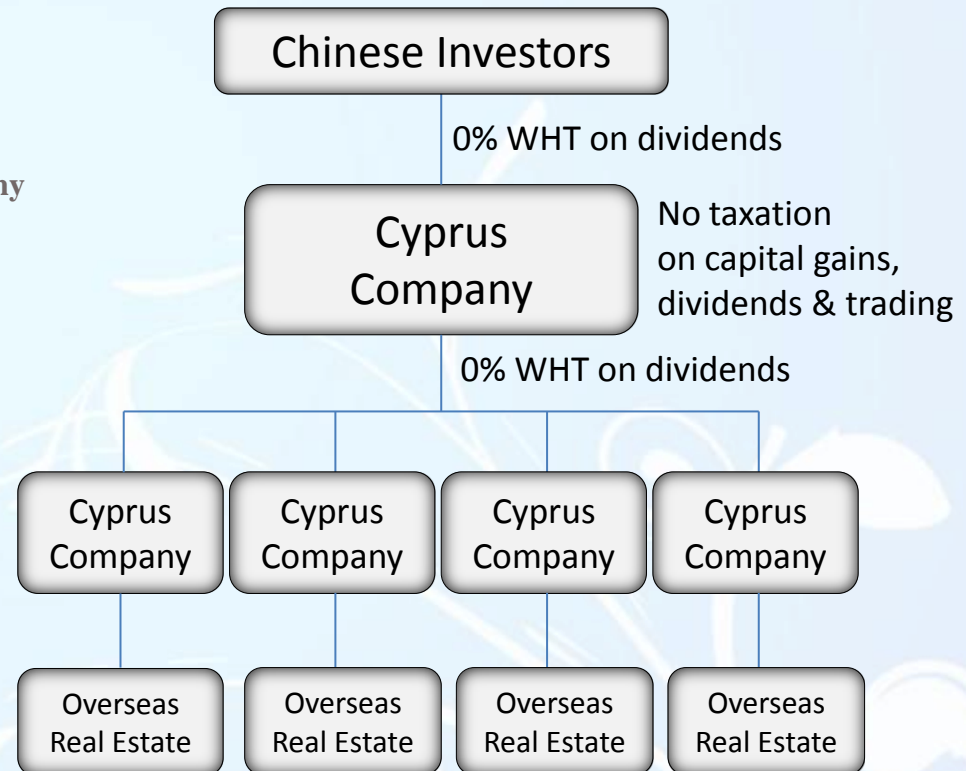 Chinese Investors
0% WHT on dividends
Cyprus
Company
No taxation
on capital gains,
dividends & trading
0% WHT on dividends
Cyprus
Company
Cyprus
Company
Cyprus
Company
Cyprus
Company
Overseas
Real Estate
Overseas
Real Estate
Overseas
Real Estate
Overseas
Real Estate